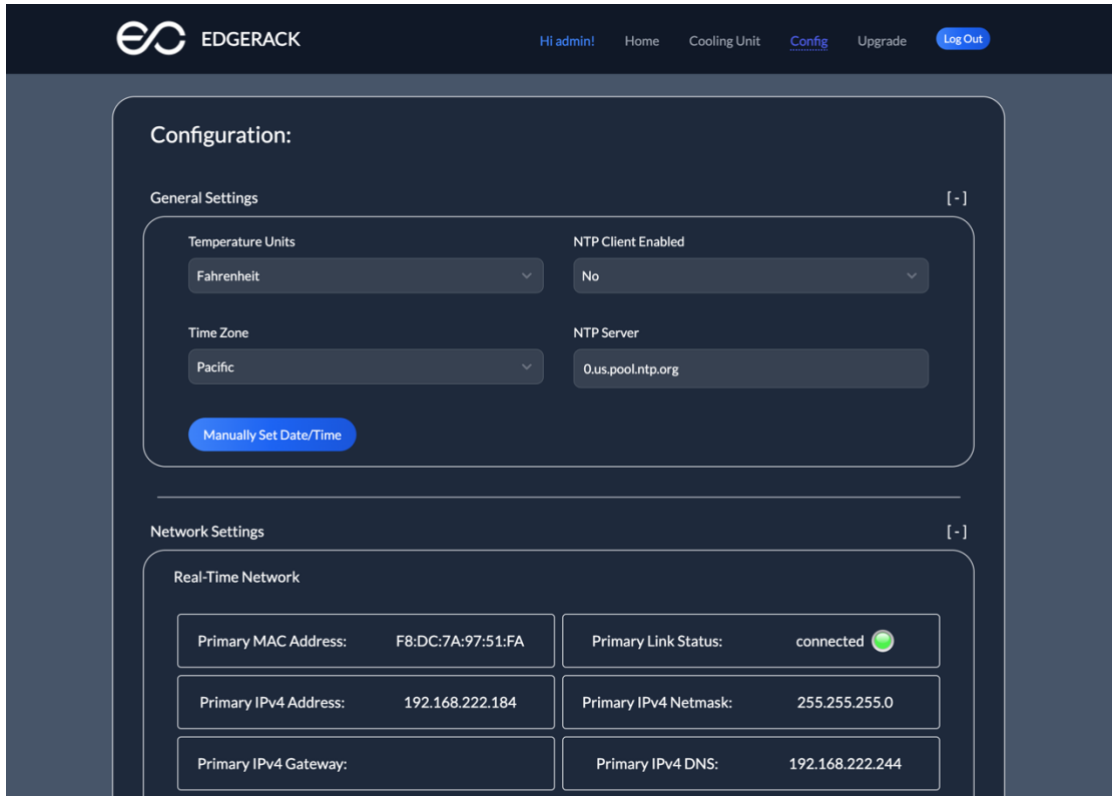 EDGERACK
Hi admin! Home Cooling Unit Config Upgrade Log Out
Configuration:
General Settings [ - ]
Temperature Units NTP Client Enabled
Fahrenheit No
Time Zone NTP Server
Pacific 0.us.pool.ntp.org
Manually Set Date/Time
Network Settings [ - ]
Real-Time Network
Primary MAC Address: F8:DC:7A:97:51:FA Primary Link Status: connected
Primary IPv4 Address: 192.168.222.184 Primary IPv4 Netmask: 255.255.255.0
Primary IPv4 Gateway: Primary IPv4 DNS: 192.168.222.244